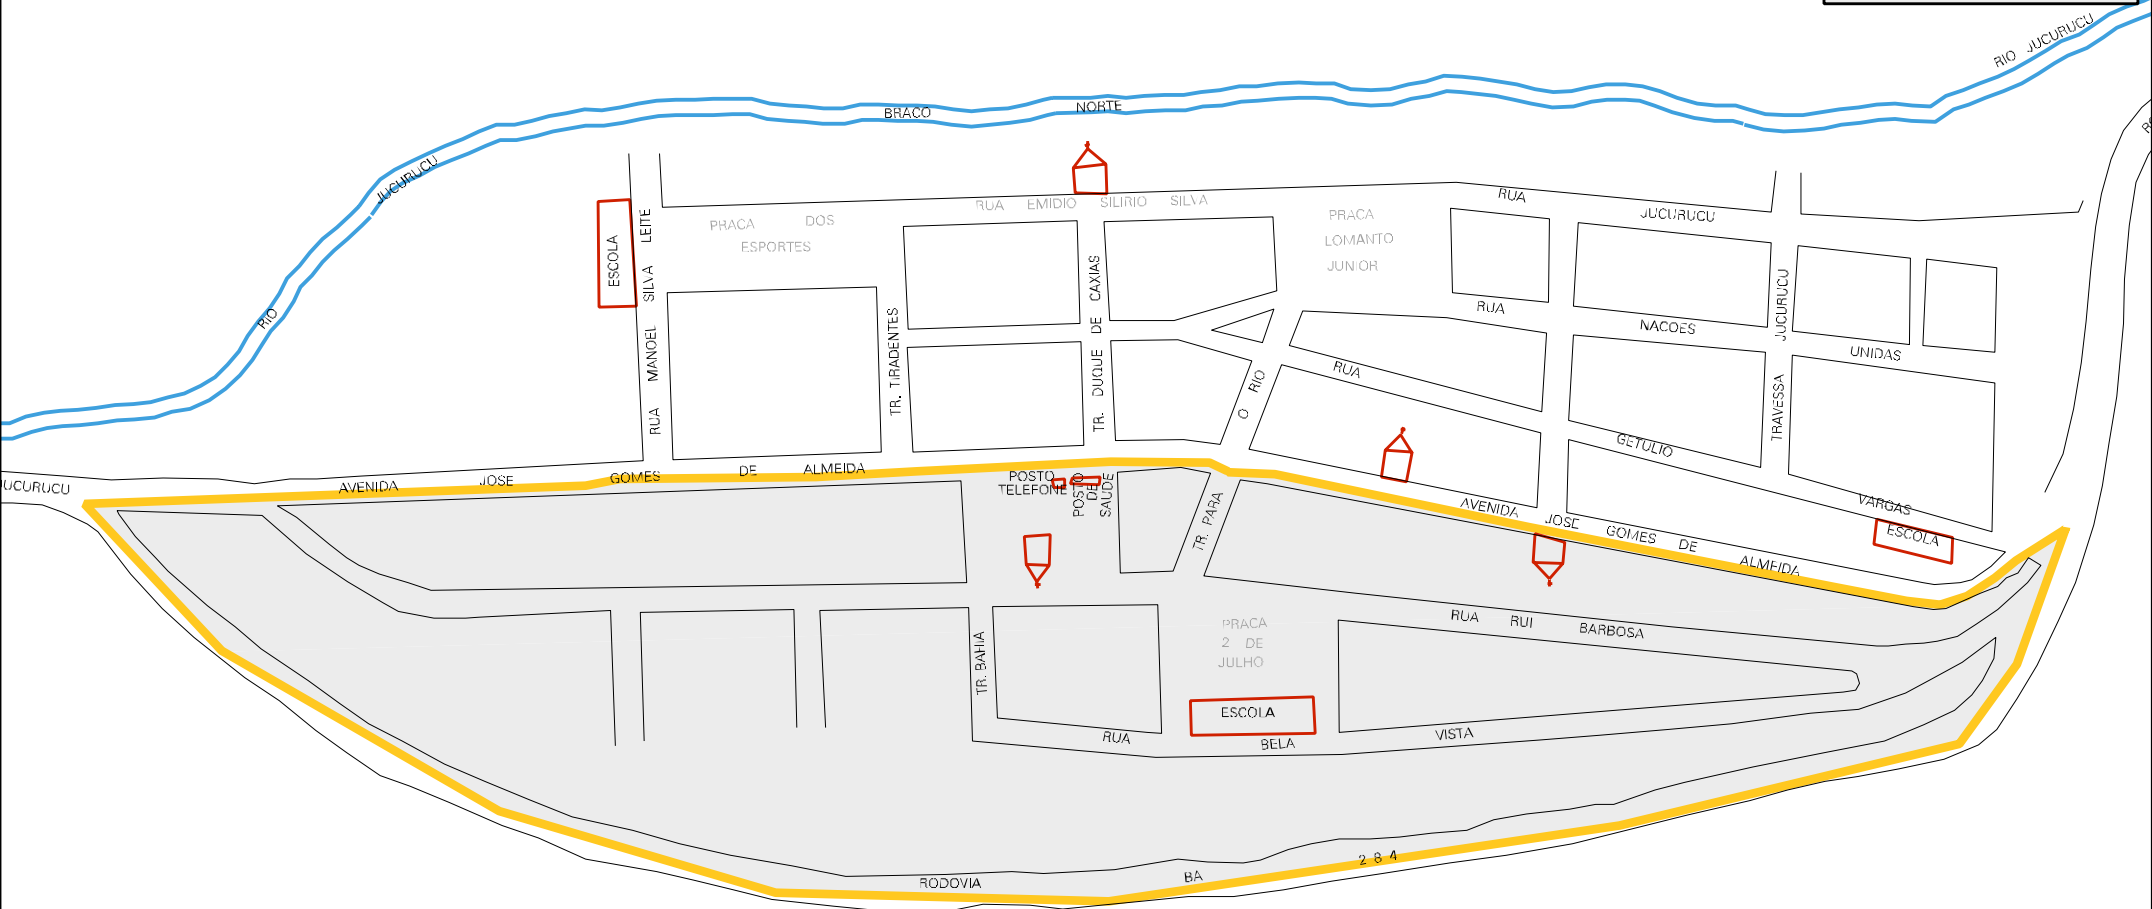 RIO JUCURUCU
BRACO
NORTE
JUCURUCU
RIO
ESCOLA
RUA MANOEL SILVA LEITE
PRACA DOS
ESPORTES
RUA EMIDIO SILIRIO SILVA
PRACA
LOMANTO
JUNIOR
RUA
JUCURUCU
TR. TIRADENTES
TR. DUQUE DE CAXIAS
O RIO
RUA
NACOES
UNIDAS
TRAVESSA JUCURUCU
RUA
GETULIO
VARGAS
ESCOLA
AVENIDA JOSE GOMES DE ALMEIDA
POSTO
TELEFONE
POSTO
DE
SAUDE
TR. PARA
AVENIDA JOSE GOMES DE ALMEIDA
RUA RUI BARBOSA
TR. BAHIA
PRACA
2 DE
JULHO
ESCOLA
RUA BELA VISTA
RODOVIA BA 284